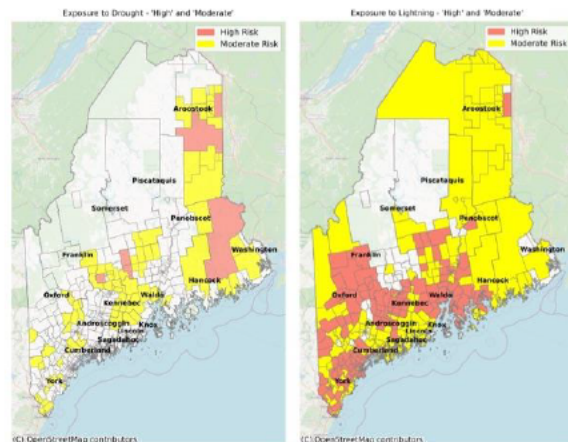 Exposure to Drought - 'High' and 'Moderate'
High Risk
Moderate Risk
Aroostook
Piscataquis
Somerset
Penobscot
Washington
Franklin
Hancock
Oxford
Waldo
Kennebec
Androscoggin
Knox
Lincoln
Sagadahoc
Cumberland
York
(C) OpenStreetMap contributors
Exposure to Lightning - 'High' and 'Moderate'
High Risk
Moderate Risk
Aroostook
Piscataquis
Somerset
Penobscot
Washington
Franklin
Hancock
Oxford
Waldo
Kennebec
Androscoggin
Knox
Lincoln
Sagadahoc
Cumberland
York
(C) OpenStreetMap contributors